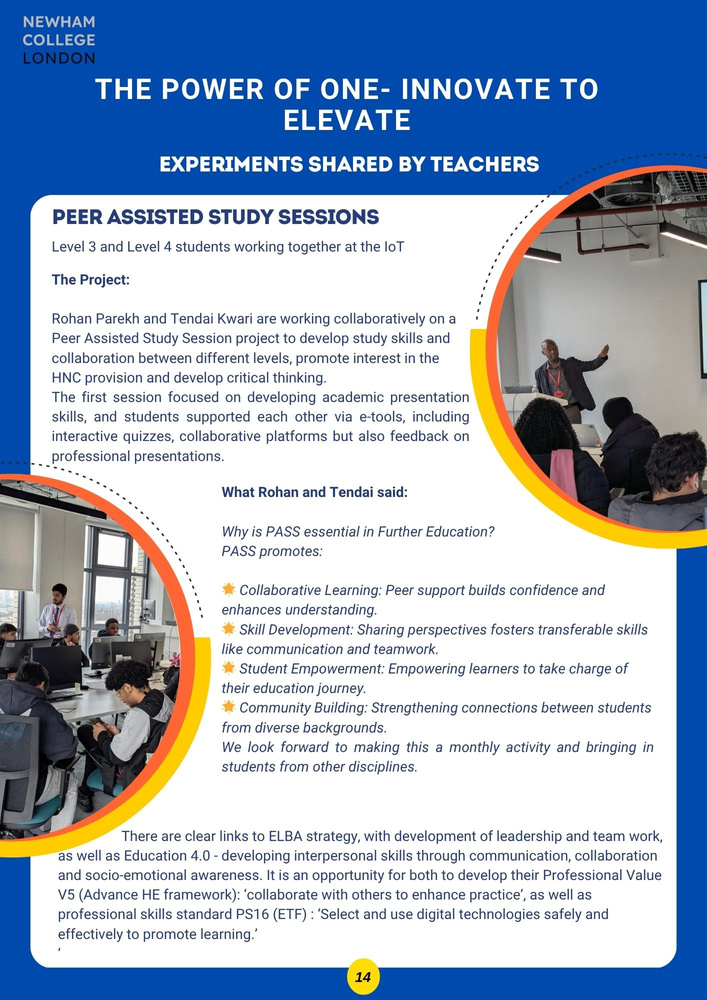 NEWHAM
COLLEGE
LONDON
THE POWER OF ONE- INNOVATE TO
ELEVATE
EXPERIMENTS SHARED BY TEACHERS
PEER ASSISTED STUDY SESSIONS
Level 3 and Level 4 students working together at the IoT
The Project:
Rohan Parekh and Tendai Kwari are working collaboratively on a
Peer Assisted Study Session project to develop study skills and
collaboration between different levels, promote interest in the
HNC provision and develop critical thinking.
The first session focused on developing academic presentation
skills, and students supported each other via e-tools, including
interactive quizzes, collaborative platforms but also feedback on
professional presentations.
What Rohan and Tendai said:
Why is PASS essential in Further Education?
PASS promotes:
🌟 Collaborative Learning: Peer support builds confidence and
enhances understanding.
🌟 Skill Development: Sharing perspectives fosters transferable skills
like communication and teamwork.
🌟 Student Empowerment: Empowering learners to take charge of
their education journey.
🌟 Community Building: Strengthening connections between students
from diverse backgrounds.
We look forward to making this a monthly activity and bringing in
students from other disciplines.
There are clear links to ELBA strategy, with development of leadership and team work,
as well as Education 4.0 - developing interpersonal skills through communication, collaboration
and socio-emotional awareness. It is an opportunity for both to develop their Professional Value
V5 (Advance HE framework): ‘collaborate with others to enhance practice’, as well as
professional skills standard PS16 (ETF) : ‘Select and use digital technologies safely and
effectively to promote learning.’
‘
14